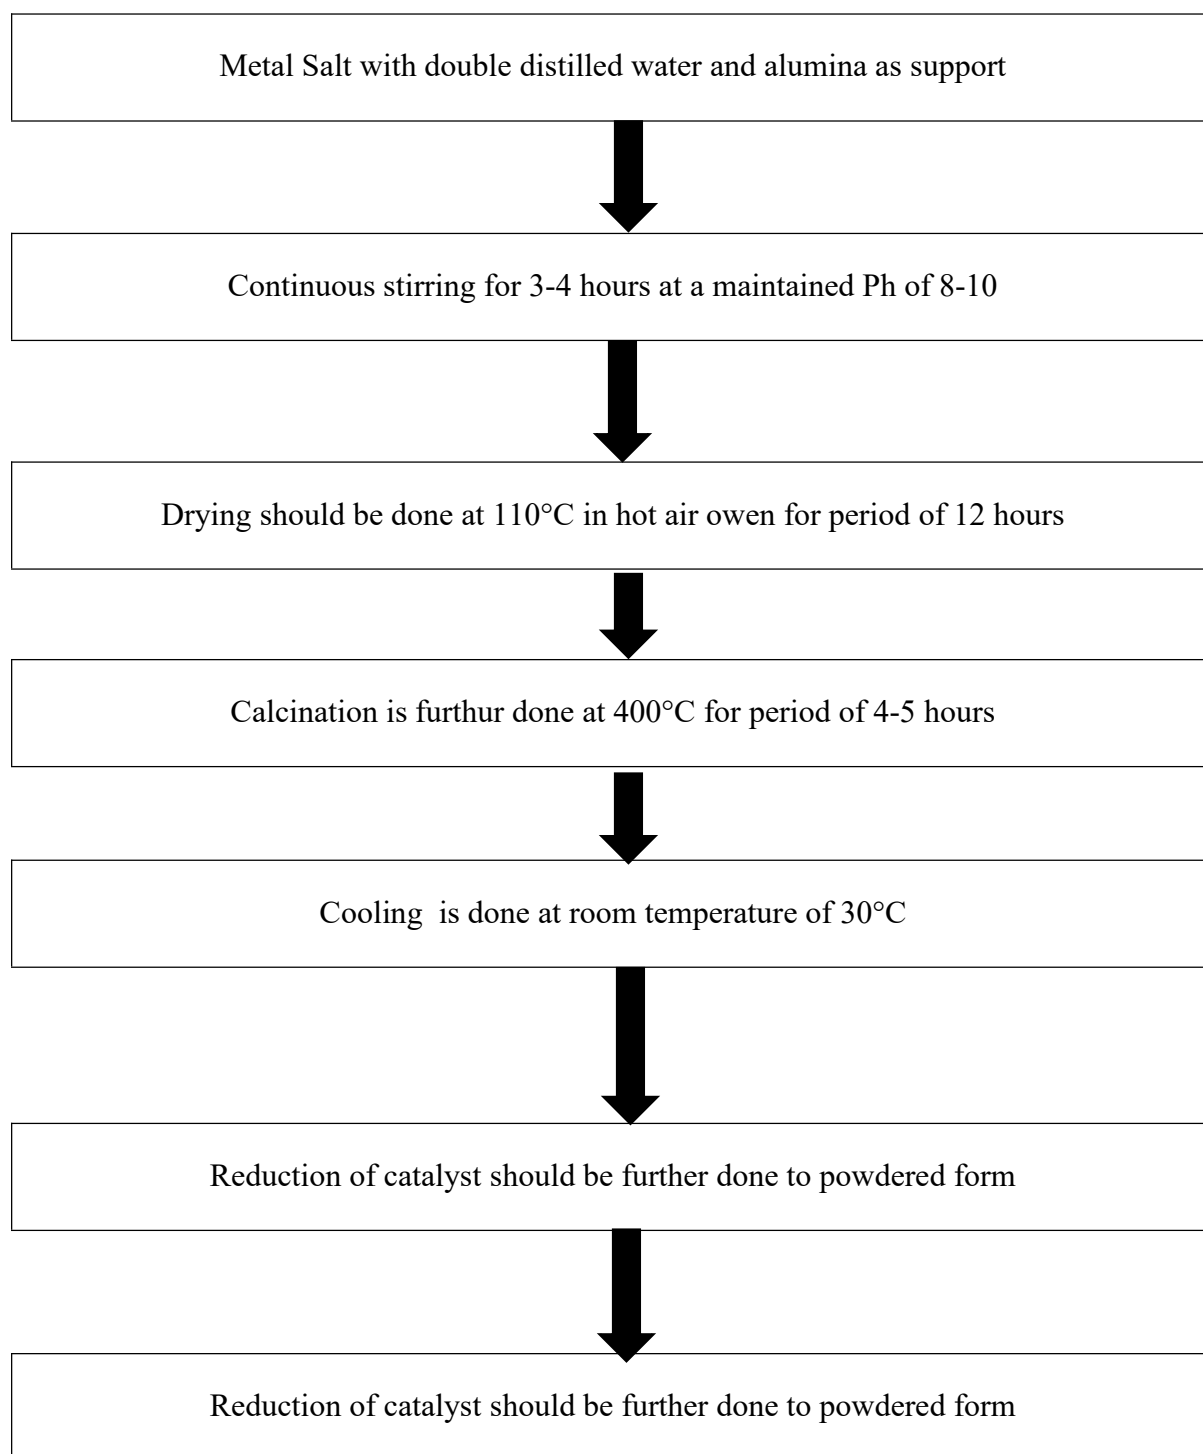 Metal Salt with double distilled water and alumina as support
Continuous stirring for 3-4 hours at a maintained Ph of 8-10
Drying should be done at 110°C in hot air owen for period of 12 hours
Calcination is furthur done at 400°C for period of 4-5 hours
Cooling  is done at room temperature of 30°C
Reduction of catalyst should be further done to powdered form
Reduction of catalyst should be further done to powdered form